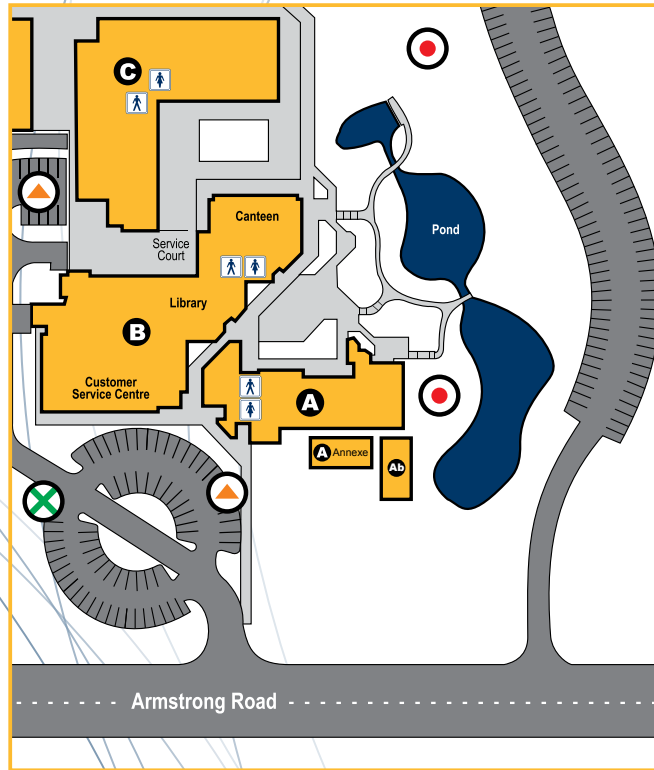 C
Canteen
Pond
Service
Court
Library
B
Customer
Service Centre
A
A Annexe
Ab
Armstrong Road